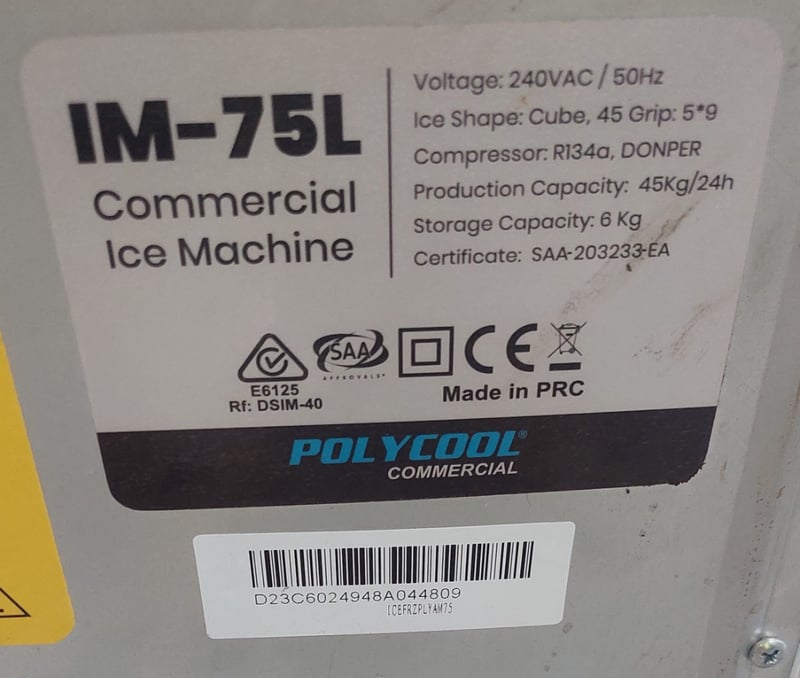 IM-75L
Commercial
Ice Machine
Voltage: 240VAC / 50Hz
Ice Shape: Cube, 45 Grip: 5*9
Compressor: R134a, DONPER
Production Capacity: 45Kg/24h
Storage Capacity: 6 Kg
Certificate: SAA-203233-EA
SAA
APPROVALS
CE
E6125
Rf: DSIM-40
Made in PRC
POLYCOOL®
COMMERCIAL
D23C6024948A044809
ICEFRZPLYAM75